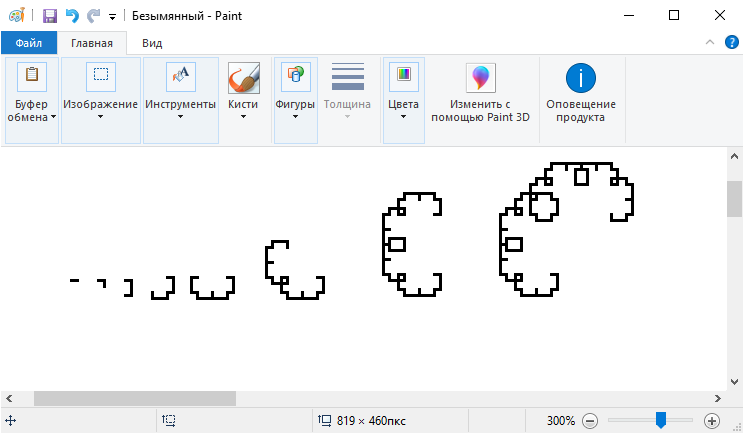 Безымянный - Paint
Файл Главная Вид
Буфер обмена
Изображение
Инструменты
Кисти
Фигуры
Толщина
Цвета
Изменить с
помощью Paint 3D
Оповещение
продукта
819 × 460пкс
300%